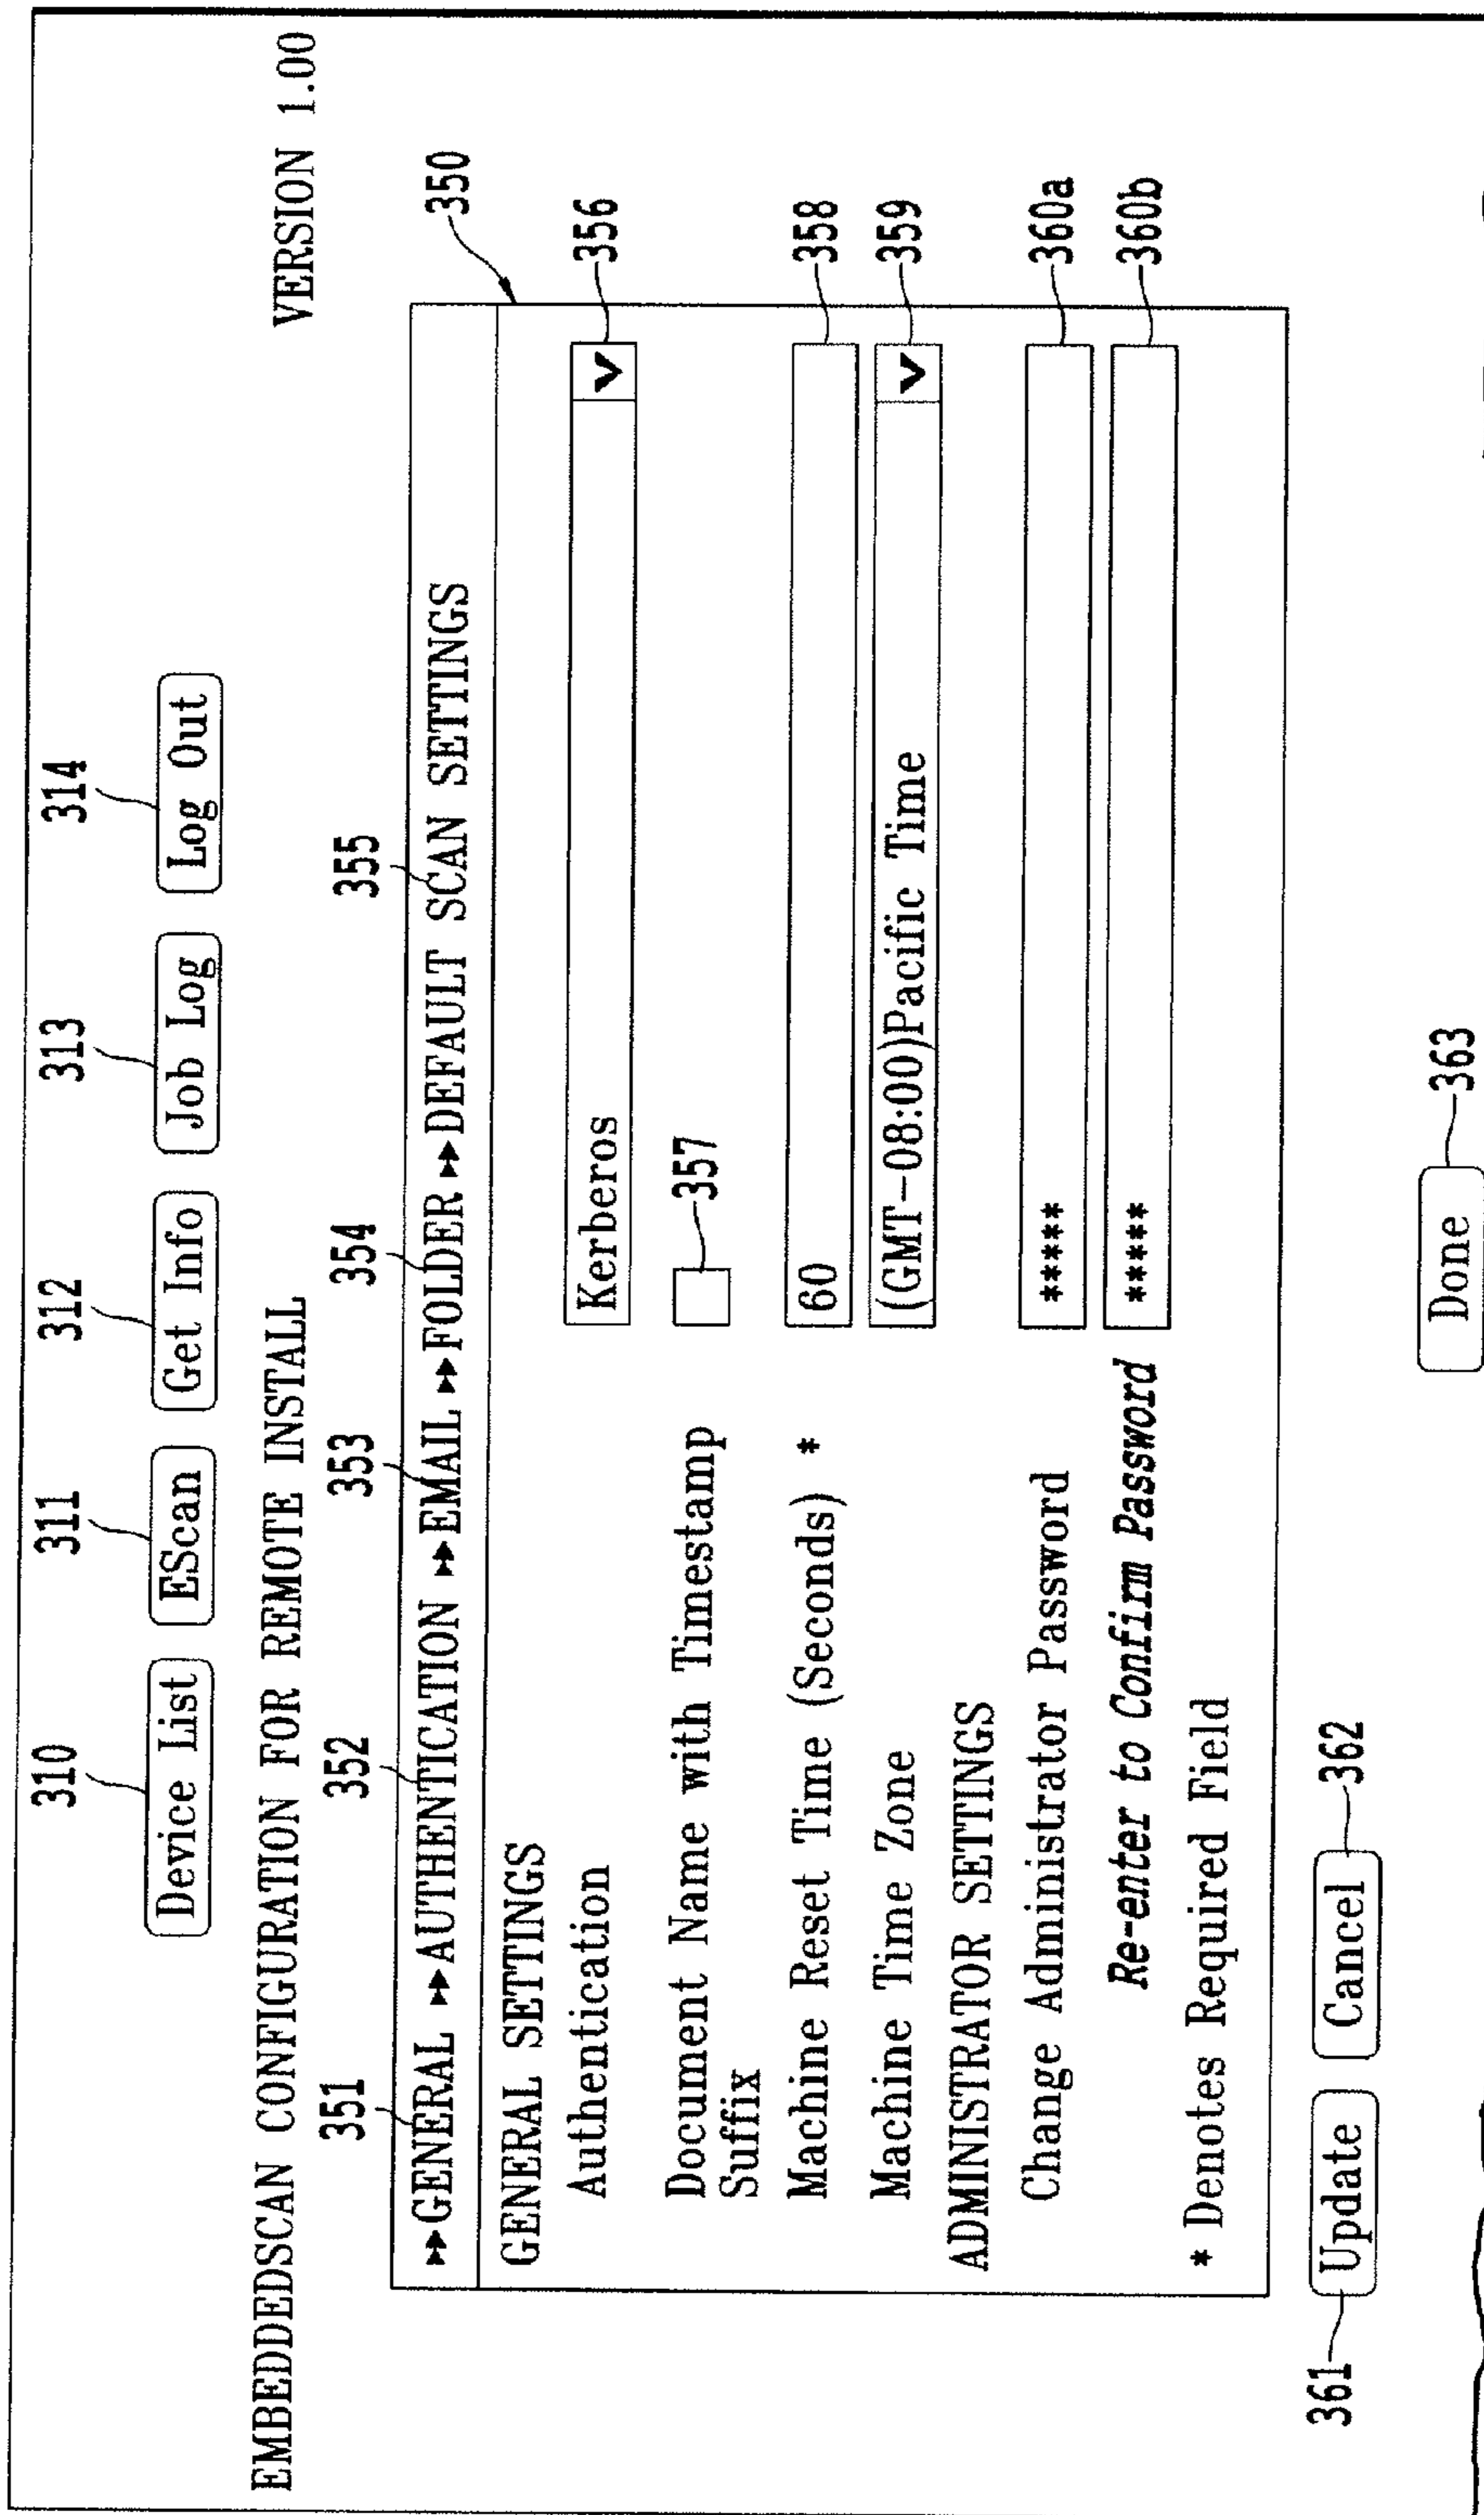 310 311 312 313 314
Device List EScan Get Info Job Log Log Out
EMBEDDEDSCAN CONFIGURATION FOR REMOTE INSTALL VERSION 1.00
351 352 353 354 355 350
GENERAL AUTHENTICATION EMAIL FOLDER DEFAULT SCAN SETTINGS
GENERAL SETTINGS
Authentication Kerberos 356
Document Name with Timestamp 357
Suffix
Machine Reset Time (Seconds) * 60 358
Machine Time Zone (GMT-08:00)Pacific Time 359
ADMINISTRATOR SETTINGS
Change Administrator Password ***** 360a
Re-enter to Confirm Password ***** 360b
* Denotes Required Field
361 Update Cancel 362
Done 363